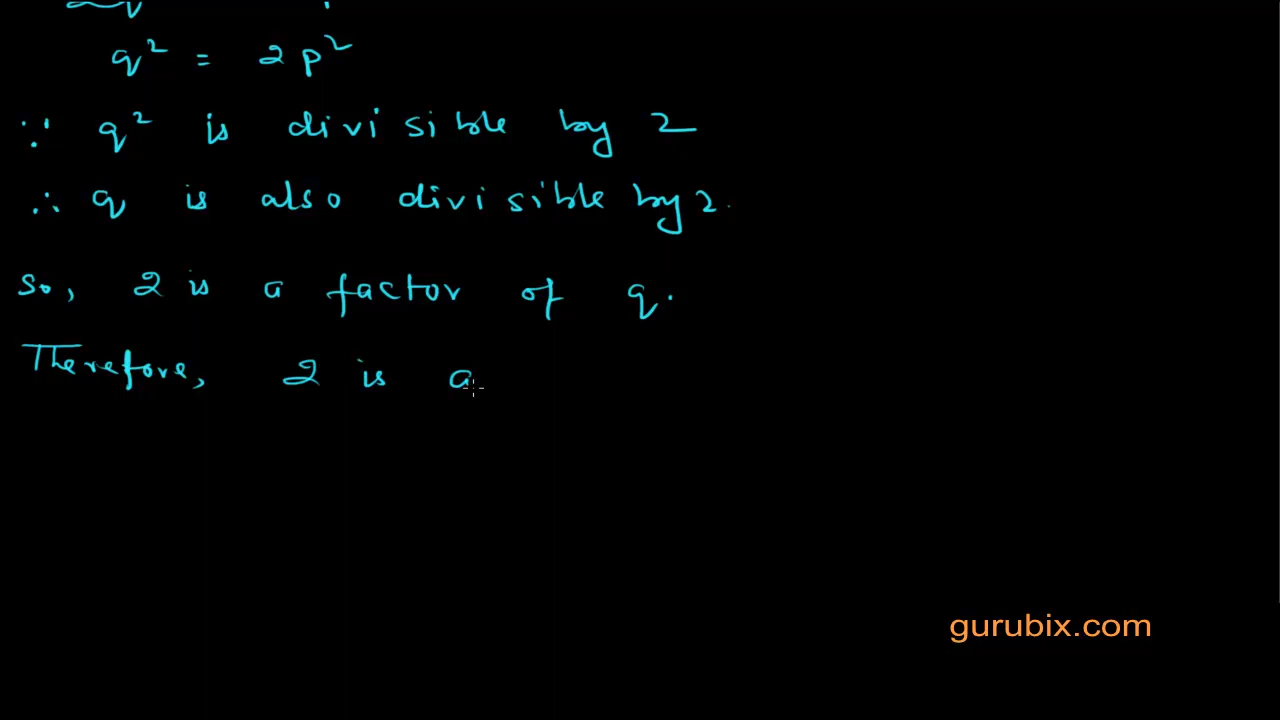 q² = 2p²
∵ q² is divisible by 2
∴ q is also divisible by 2.
So, 2 is a factor of q.
Therefore, 2 is a
gurubix.com